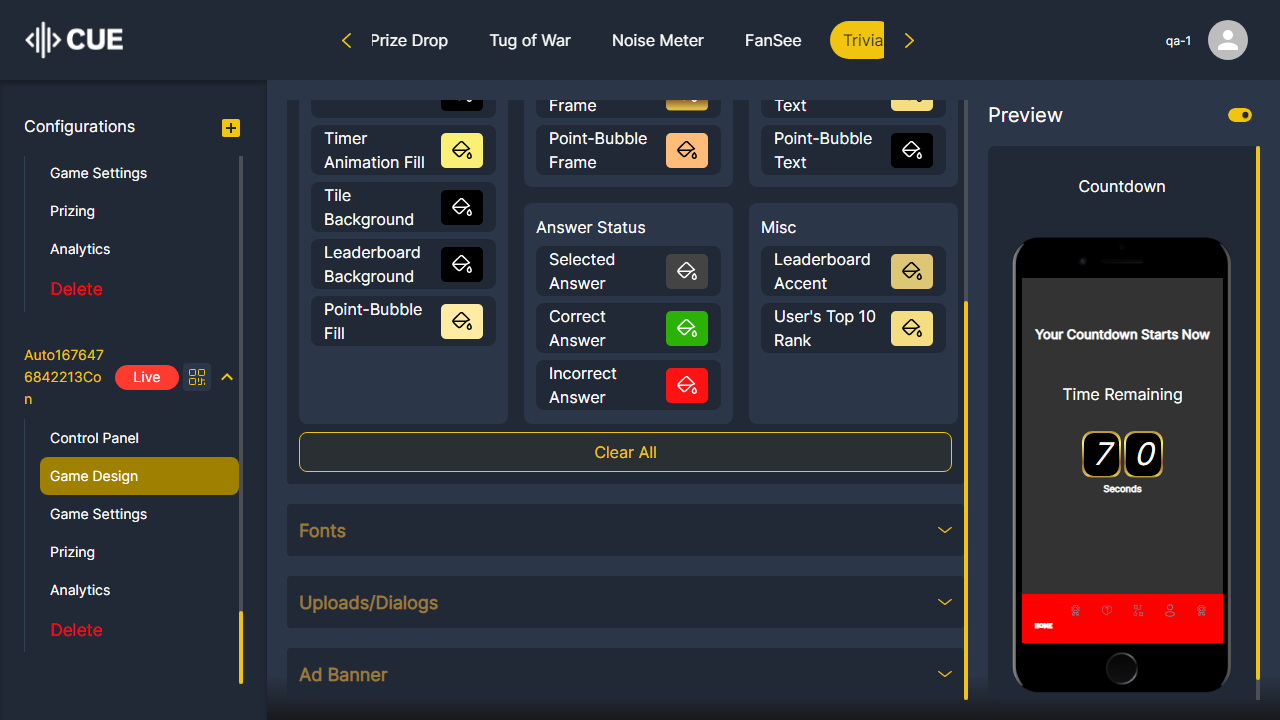 CUE
Prize Drop
Tug of War
Noise Meter
FanSee
Trivia
qa-1
Configurations
Game Settings
Prizing
Analytics
Delete
Auto167647
6842213Co
n
Live
Control Panel
Game Design
Game Settings
Prizing
Analytics
Delete
Timer
Animation Fill
Tile
Background
Leaderboard
Background
Point-Bubble
Fill
Frame
Point-Bubble
Frame
Text
Point-Bubble
Text
Answer Status
Selected
Answer
Correct
Answer
Incorrect
Answer
Misc
Leaderboard
Accent
User's Top 10
Rank
Clear All
Fonts
Uploads/Dialogs
Ad Banner
Preview
Countdown
Your Countdown Starts Now
Time Remaining
7 0
Seconds
HOME